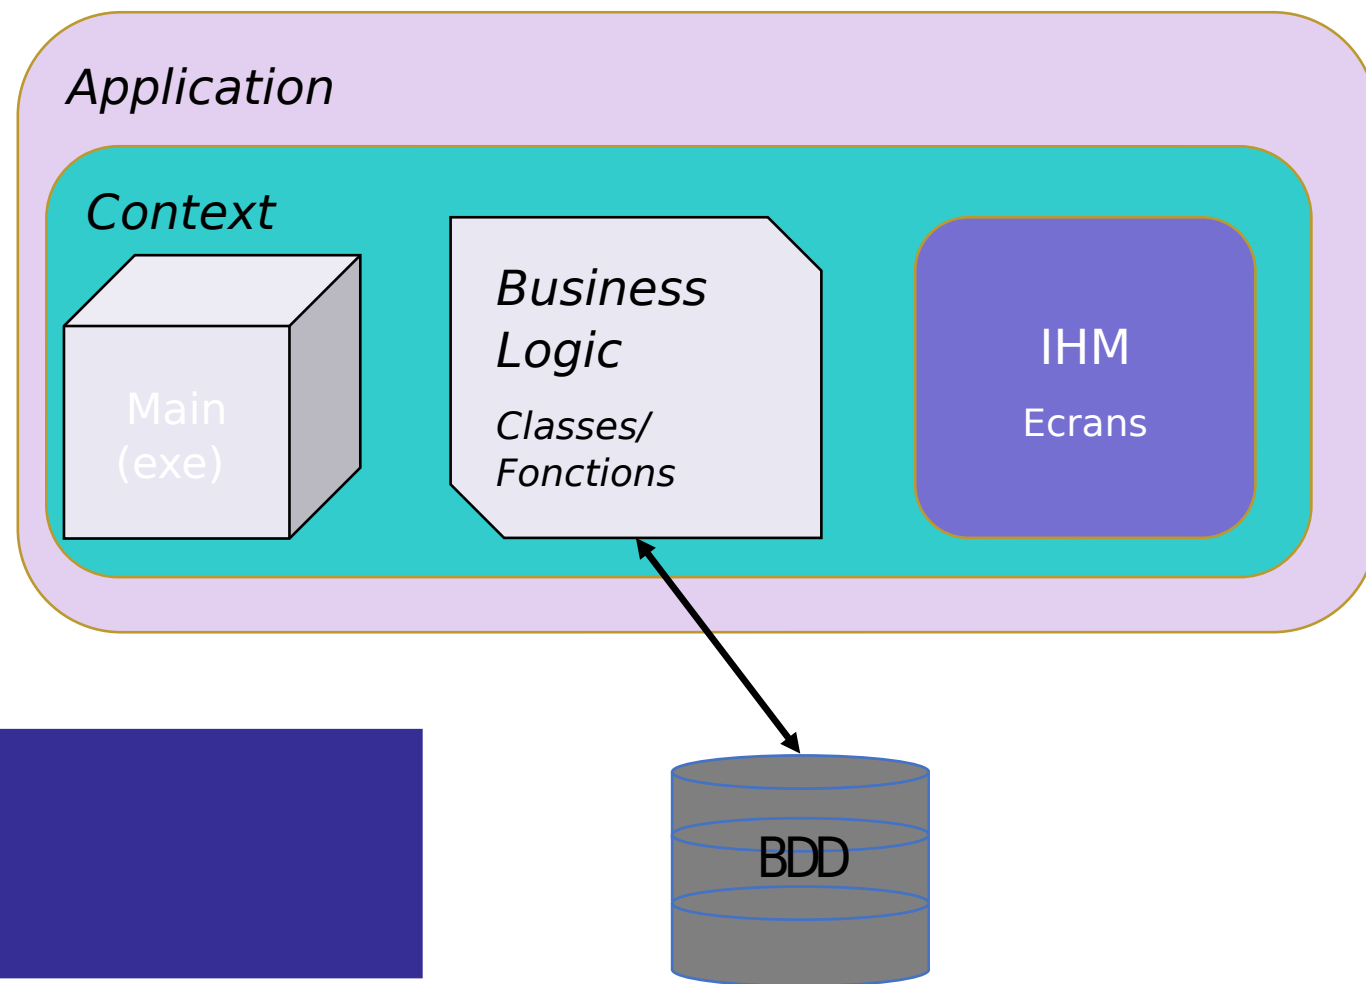 Application
Context
Main
(exe)
Business
Logic
Classes/
Fonctions
IHM
Ecrans
BDD